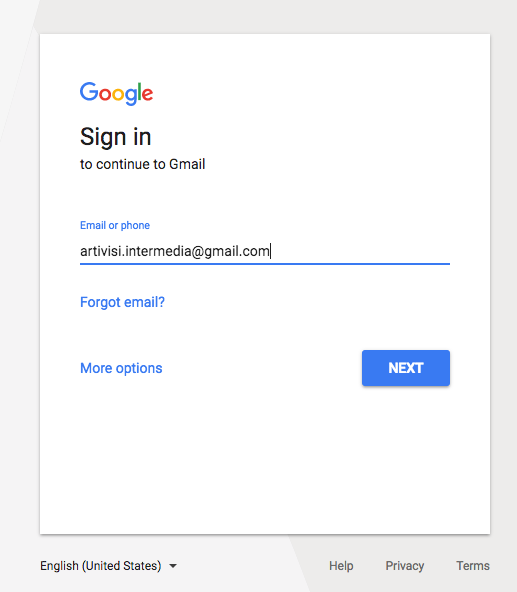 Google
Sign in
to continue to Gmail
Email or phone
artivisi.intermedia@gmail.com
Forgot email?
More options
NEXT
English (United States)
Help
Privacy
Terms